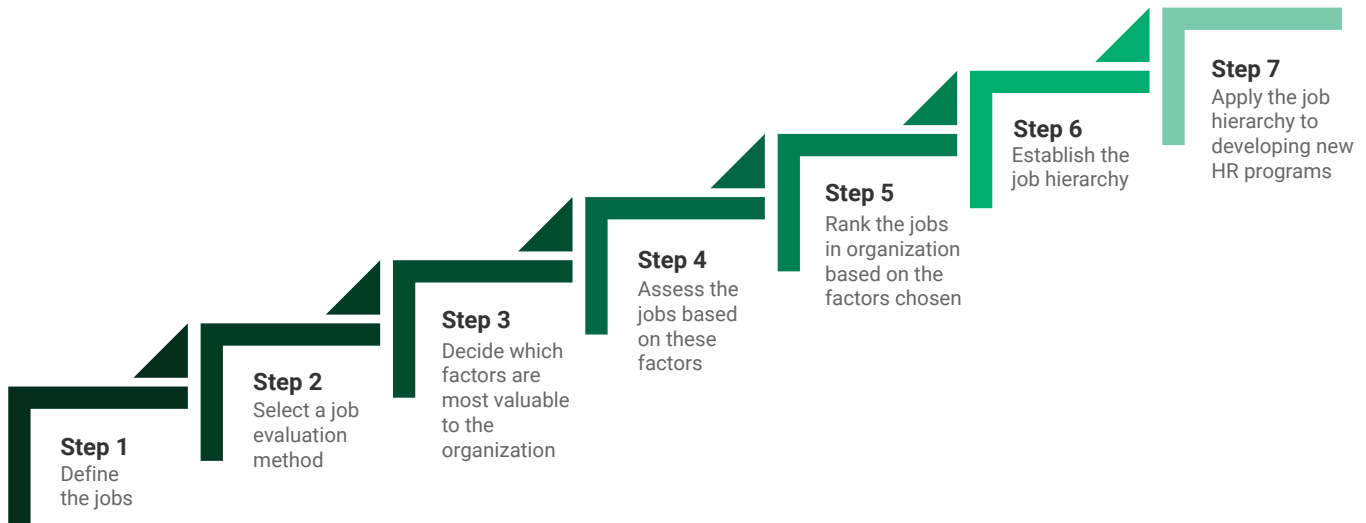 Step 1
Define
the jobs
Step 2
Select a job
evaluation
method
Step 3
Decide which
factors are
most valuable
to the
organization
Step 4
Assess the
jobs based
on these
factors
Step 5
Rank the jobs
in organization
based on the
factors chosen
Step 6
Establish the
job hierarchy
Step 7
Apply the job
hierarchy to
developing new
HR programs